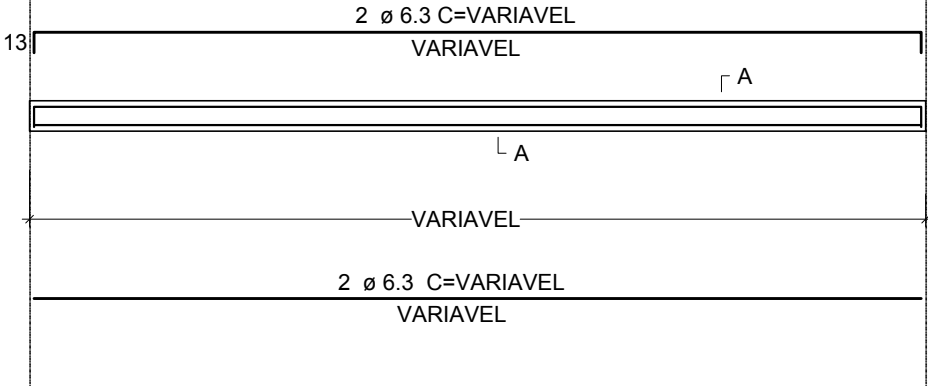 2 ø 6.3 C=VARIAVEL
13
VARIAVEL
A
A
VARIAVEL
2 ø 6.3 C=VARIAVEL
VARIAVEL